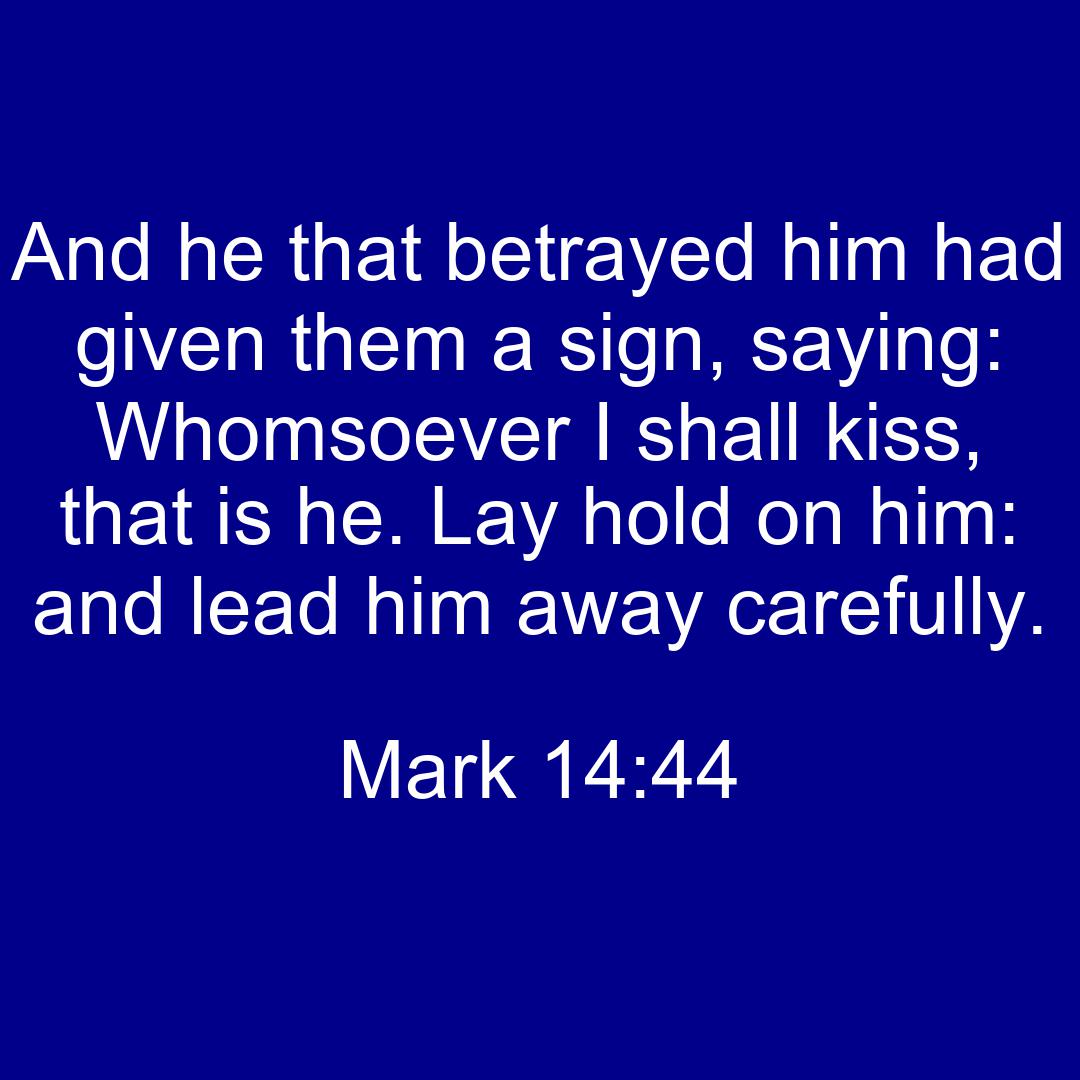 And he that betrayed him had
given them a sign, saying:
Whomsoever I shall kiss,
that is he. Lay hold on him:
and lead him away carefully.
Mark 14:44